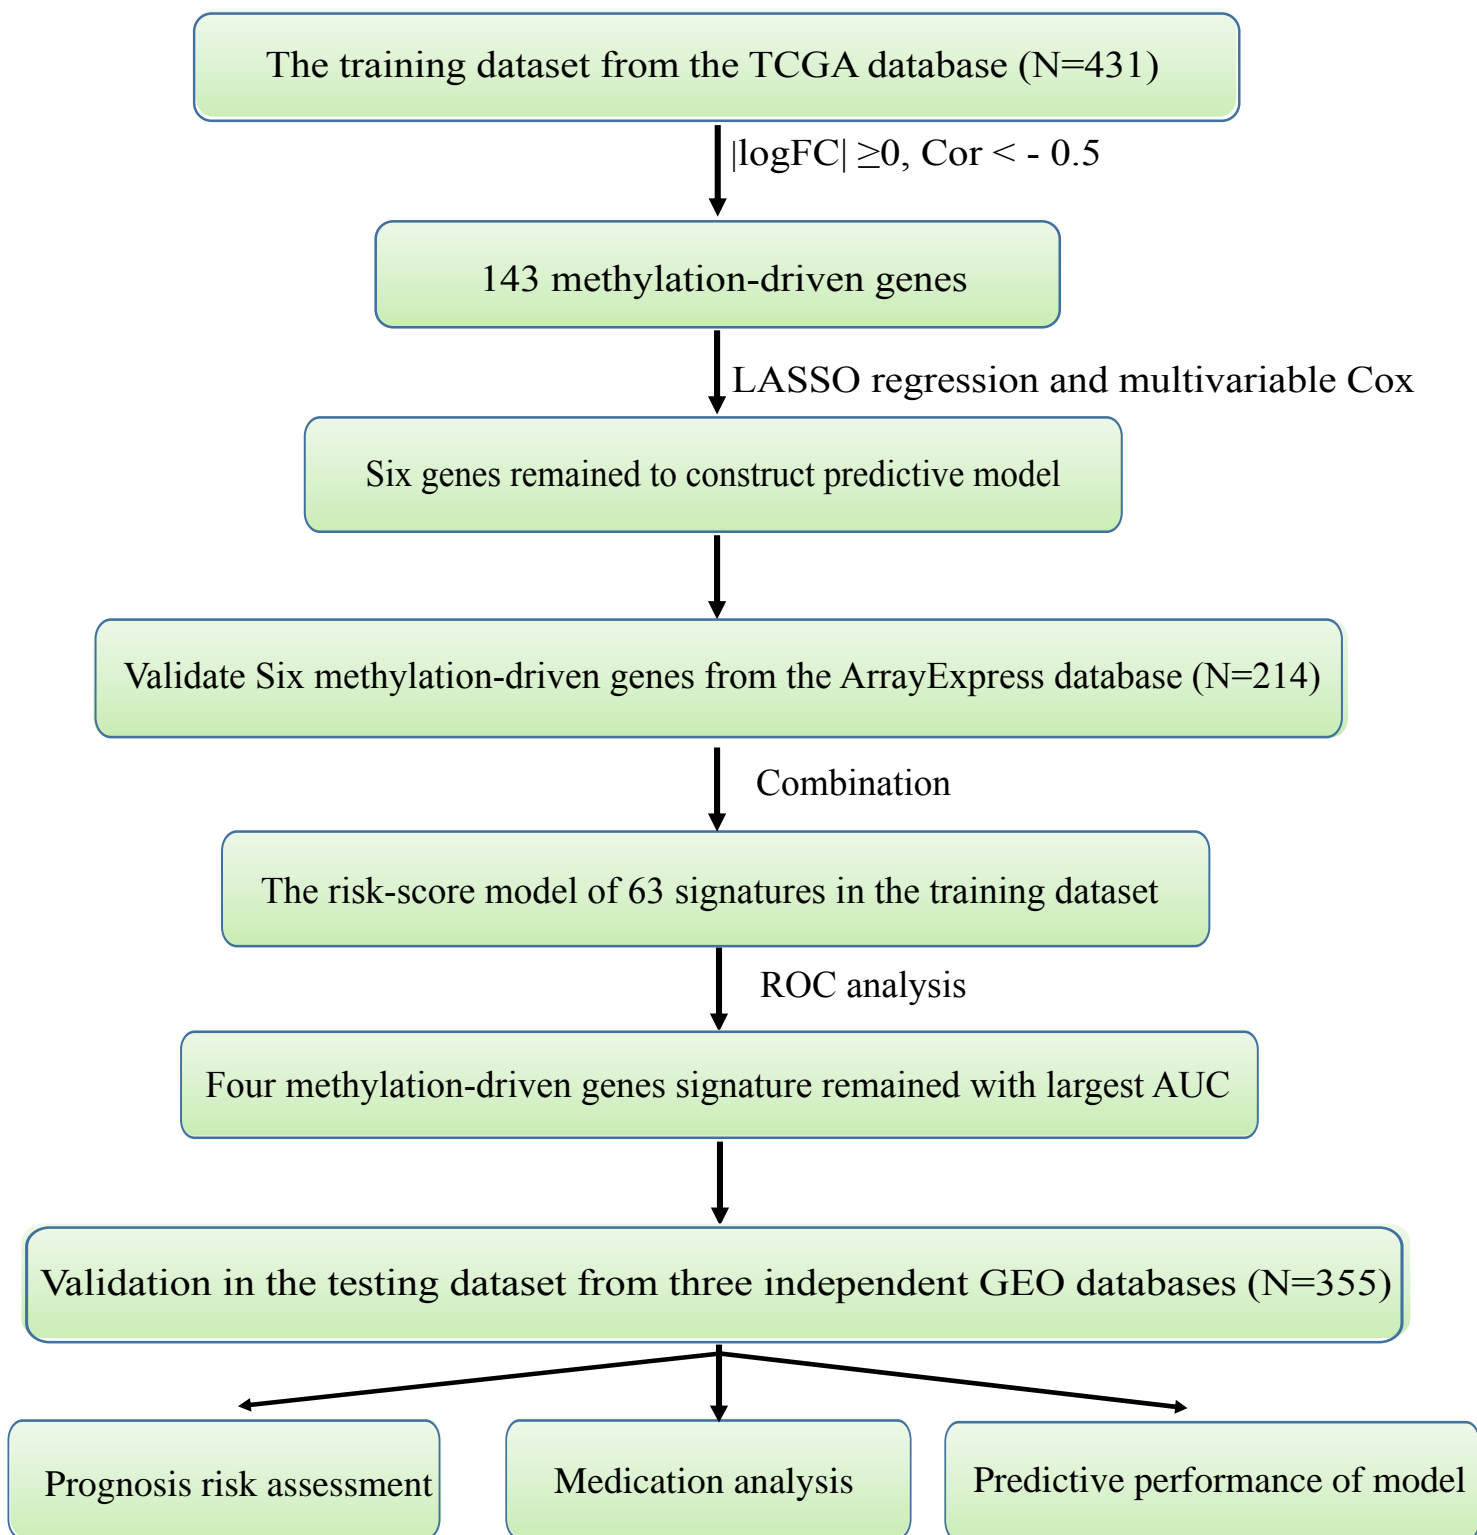 The training dataset from the TCGA database (N=431)
|logFC| ≥0, Cor < - 0.5
143 methylation-driven genes
LASSO regression and multivariable Cox
Six genes remained to construct predictive model
Validate Six methylation-driven genes from the ArrayExpress database (N=214)
Combination
The risk-score model of 63 signatures in the training dataset
ROC analysis
Four methylation-driven genes signature remained with largest AUC
Validation in the testing dataset from three independent GEO databases (N=355)
Prognosis risk assessment
Medication analysis
Predictive performance of model